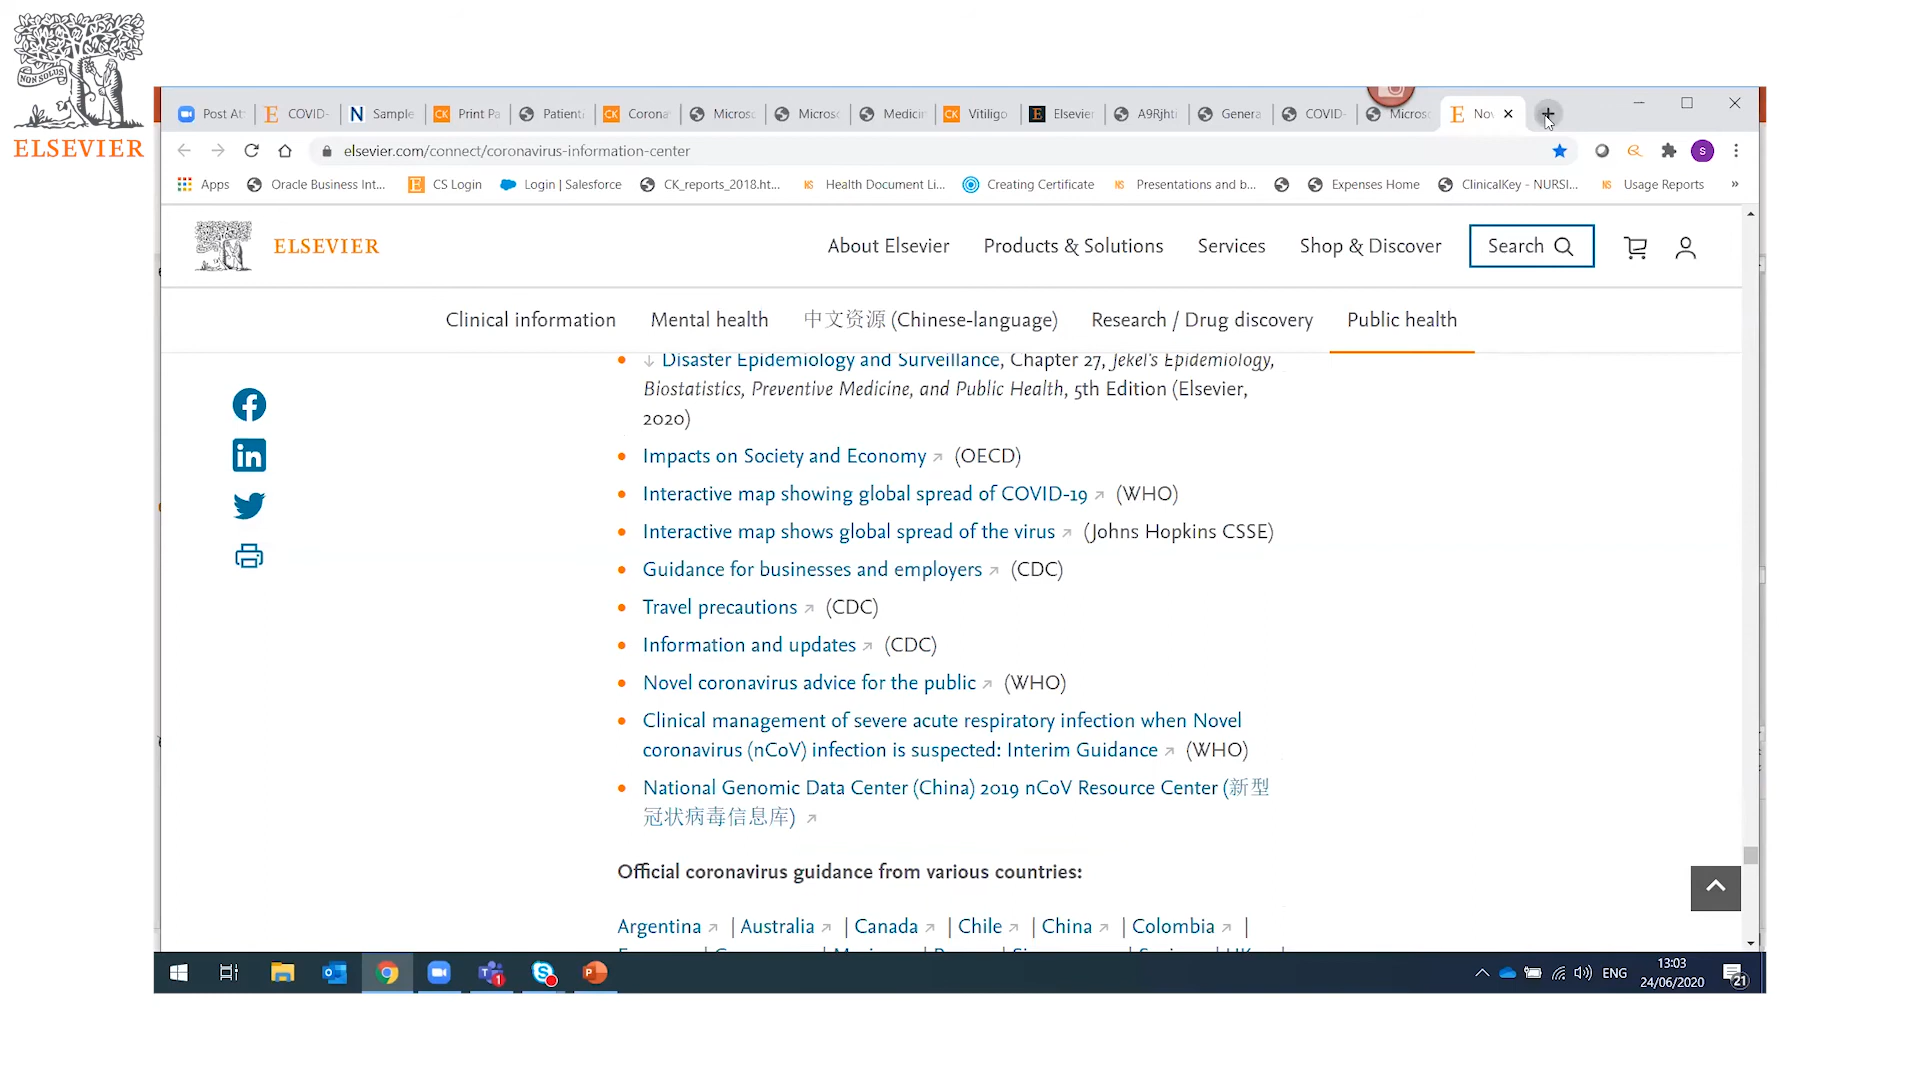 NON SOLUS
ELSEVIER
Post At COVID- Sample Print Pa Patient Corona Micros Micros Medicin Vitiligo Elsevie A9Rjht Genera COVID- Micros Nov
elsevier.com/connect/coronavirus-information-center
Apps Oracle Business Int... CS Login Login | Salesforce CK_reports_2018.ht... Health Document Li... Creating Certificate Presentations and b... Expenses Home ClinicalKey - NURSI... Usage Reports »
ELSEVIER About Elsevier Products & Solutions Services Shop & Discover Search
Clinical information Mental health 中文资源 (Chinese-language) Research / Drug discovery Public health
↓ Disaster Epidemiology and Surveillance, Chapter 27, Jekel's Epidemiology,
Biostatistics, Preventive Medicine, and Public Health, 5th Edition (Elsevier,
2020)
Impacts on Society and Economy ↗ (OECD)
Interactive map showing global spread of COVID-19 ↗ (WHO)
Interactive map shows global spread of the virus ↗ (Johns Hopkins CSSE)
Guidance for businesses and employers ↗ (CDC)
Travel precautions ↗ (CDC)
Information and updates ↗ (CDC)
Novel coronavirus advice for the public ↗ (WHO)
Clinical management of severe acute respiratory infection when Novel
coronavirus (nCoV) infection is suspected: Interim Guidance ↗ (WHO)
National Genomic Data Center (China) 2019 nCoV Resource Center (新型
冠状病毒信息库) ↗
Official coronavirus guidance from various countries:
Argentina ↗ | Australia ↗ | Canada ↗ | Chile ↗ | China ↗ | Colombia ↗ |
ENG 13:03
24/06/2020 21